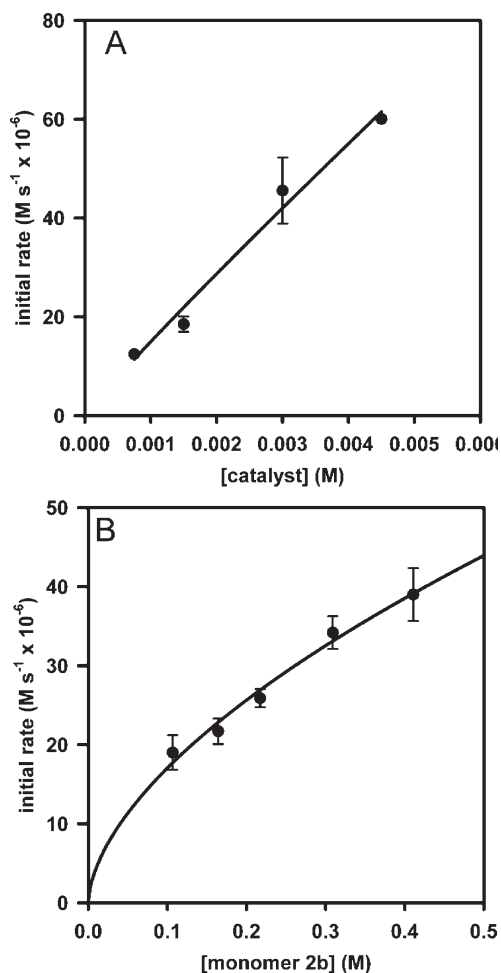 A
80
60
40
20
0
initial rate (M s⁻¹ x 10⁻⁶)
0.000 0.001 0.002 0.003 0.004 0.005 0.00
[catalyst] (M)
B
50
40
30
20
10
0
initial rate (M s⁻¹ x 10⁻⁶)
0.0 0.1 0.2 0.3 0.4 0.5
[monomer 2b] (M)